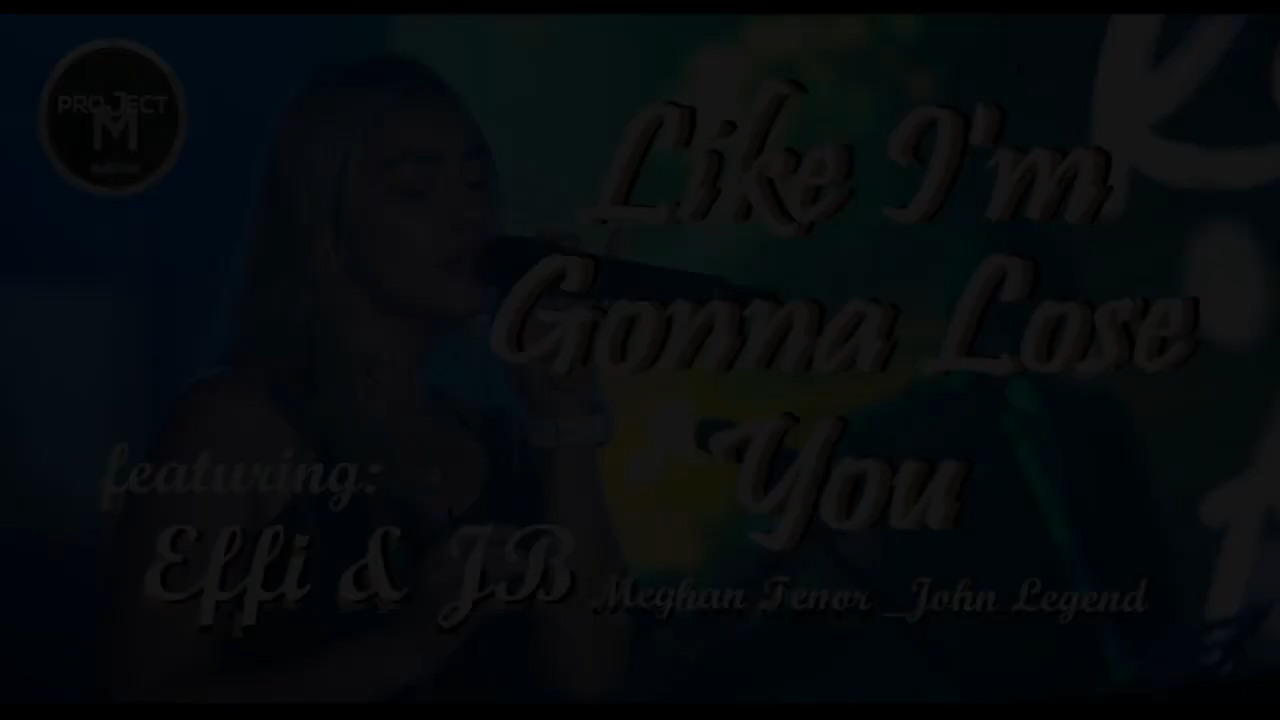 PROJECT
M
Like I'm
Gonna Lose
You
featuring:
Effi & JB
Meghan Tenor _John Legend